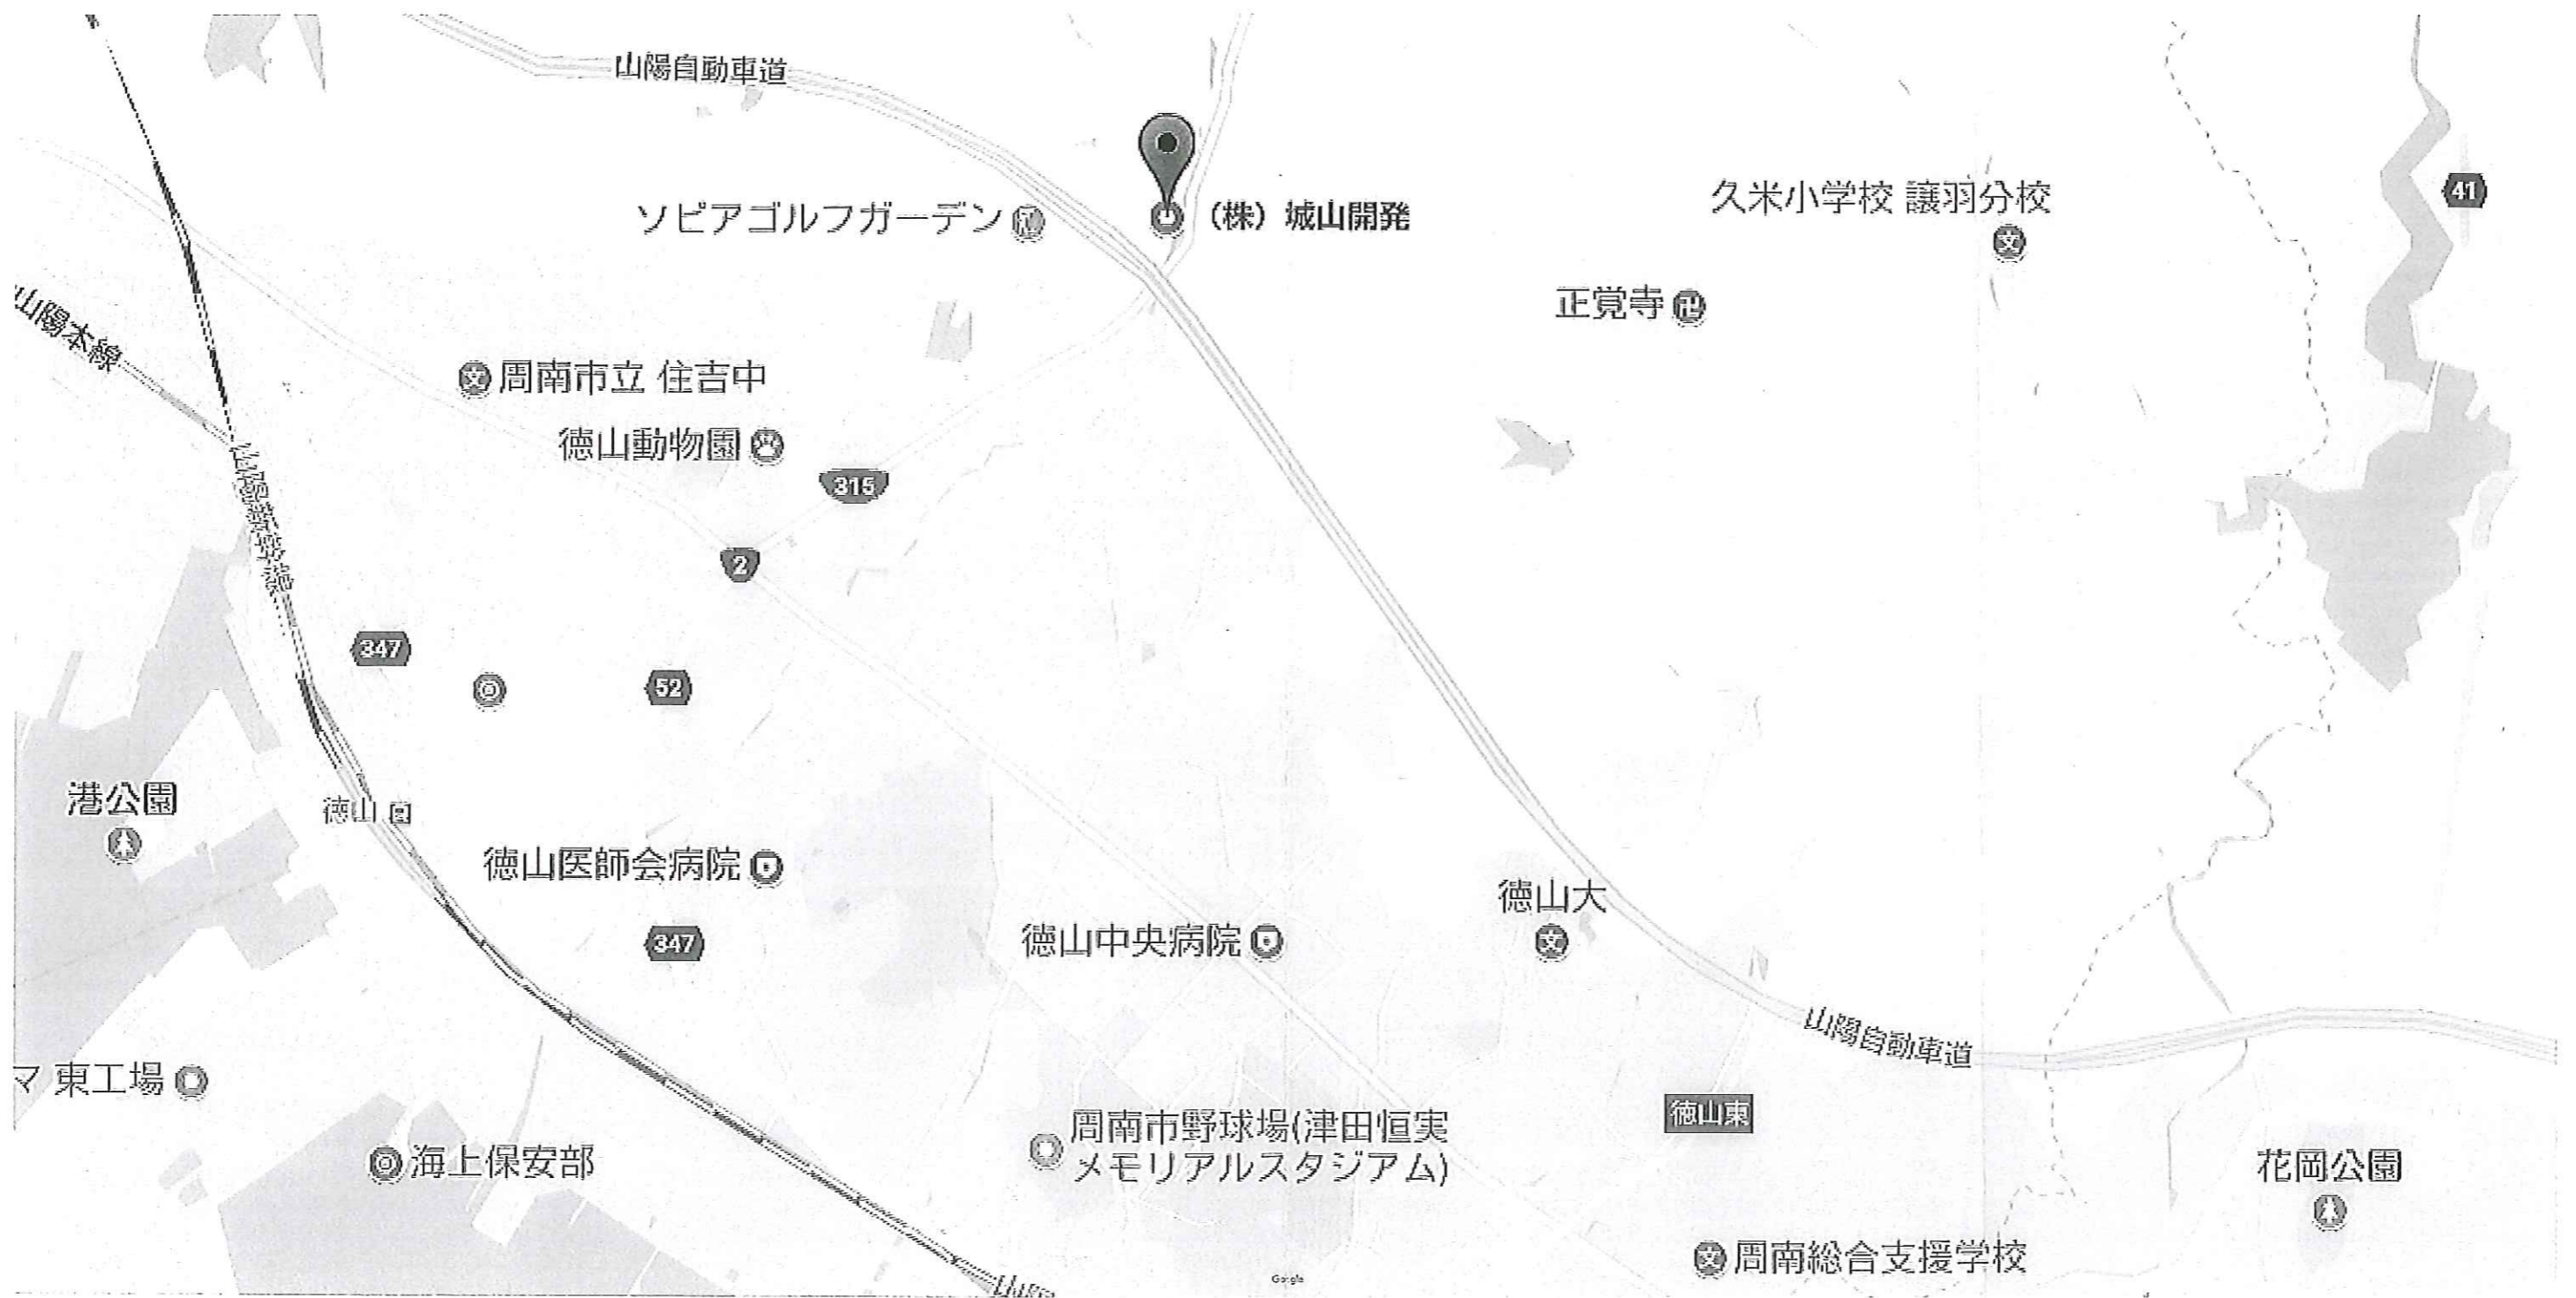 山陽自動車道
41
久米小学校 譲羽分校
ソピアゴルフガーデン
(株) 城山開発
正覚寺
山陽本線
周南市立 住吉中
徳山動物園
315
2
347
52
港公園
徳山
徳山医師会病院
徳山大
347
徳山中央病院
山陽自動車道
マ 東工場
徳山東
周南市野球場(津田恒実
メモリアルスタジアム)
海上保安部
花岡公園
周南総合支援学校
Google